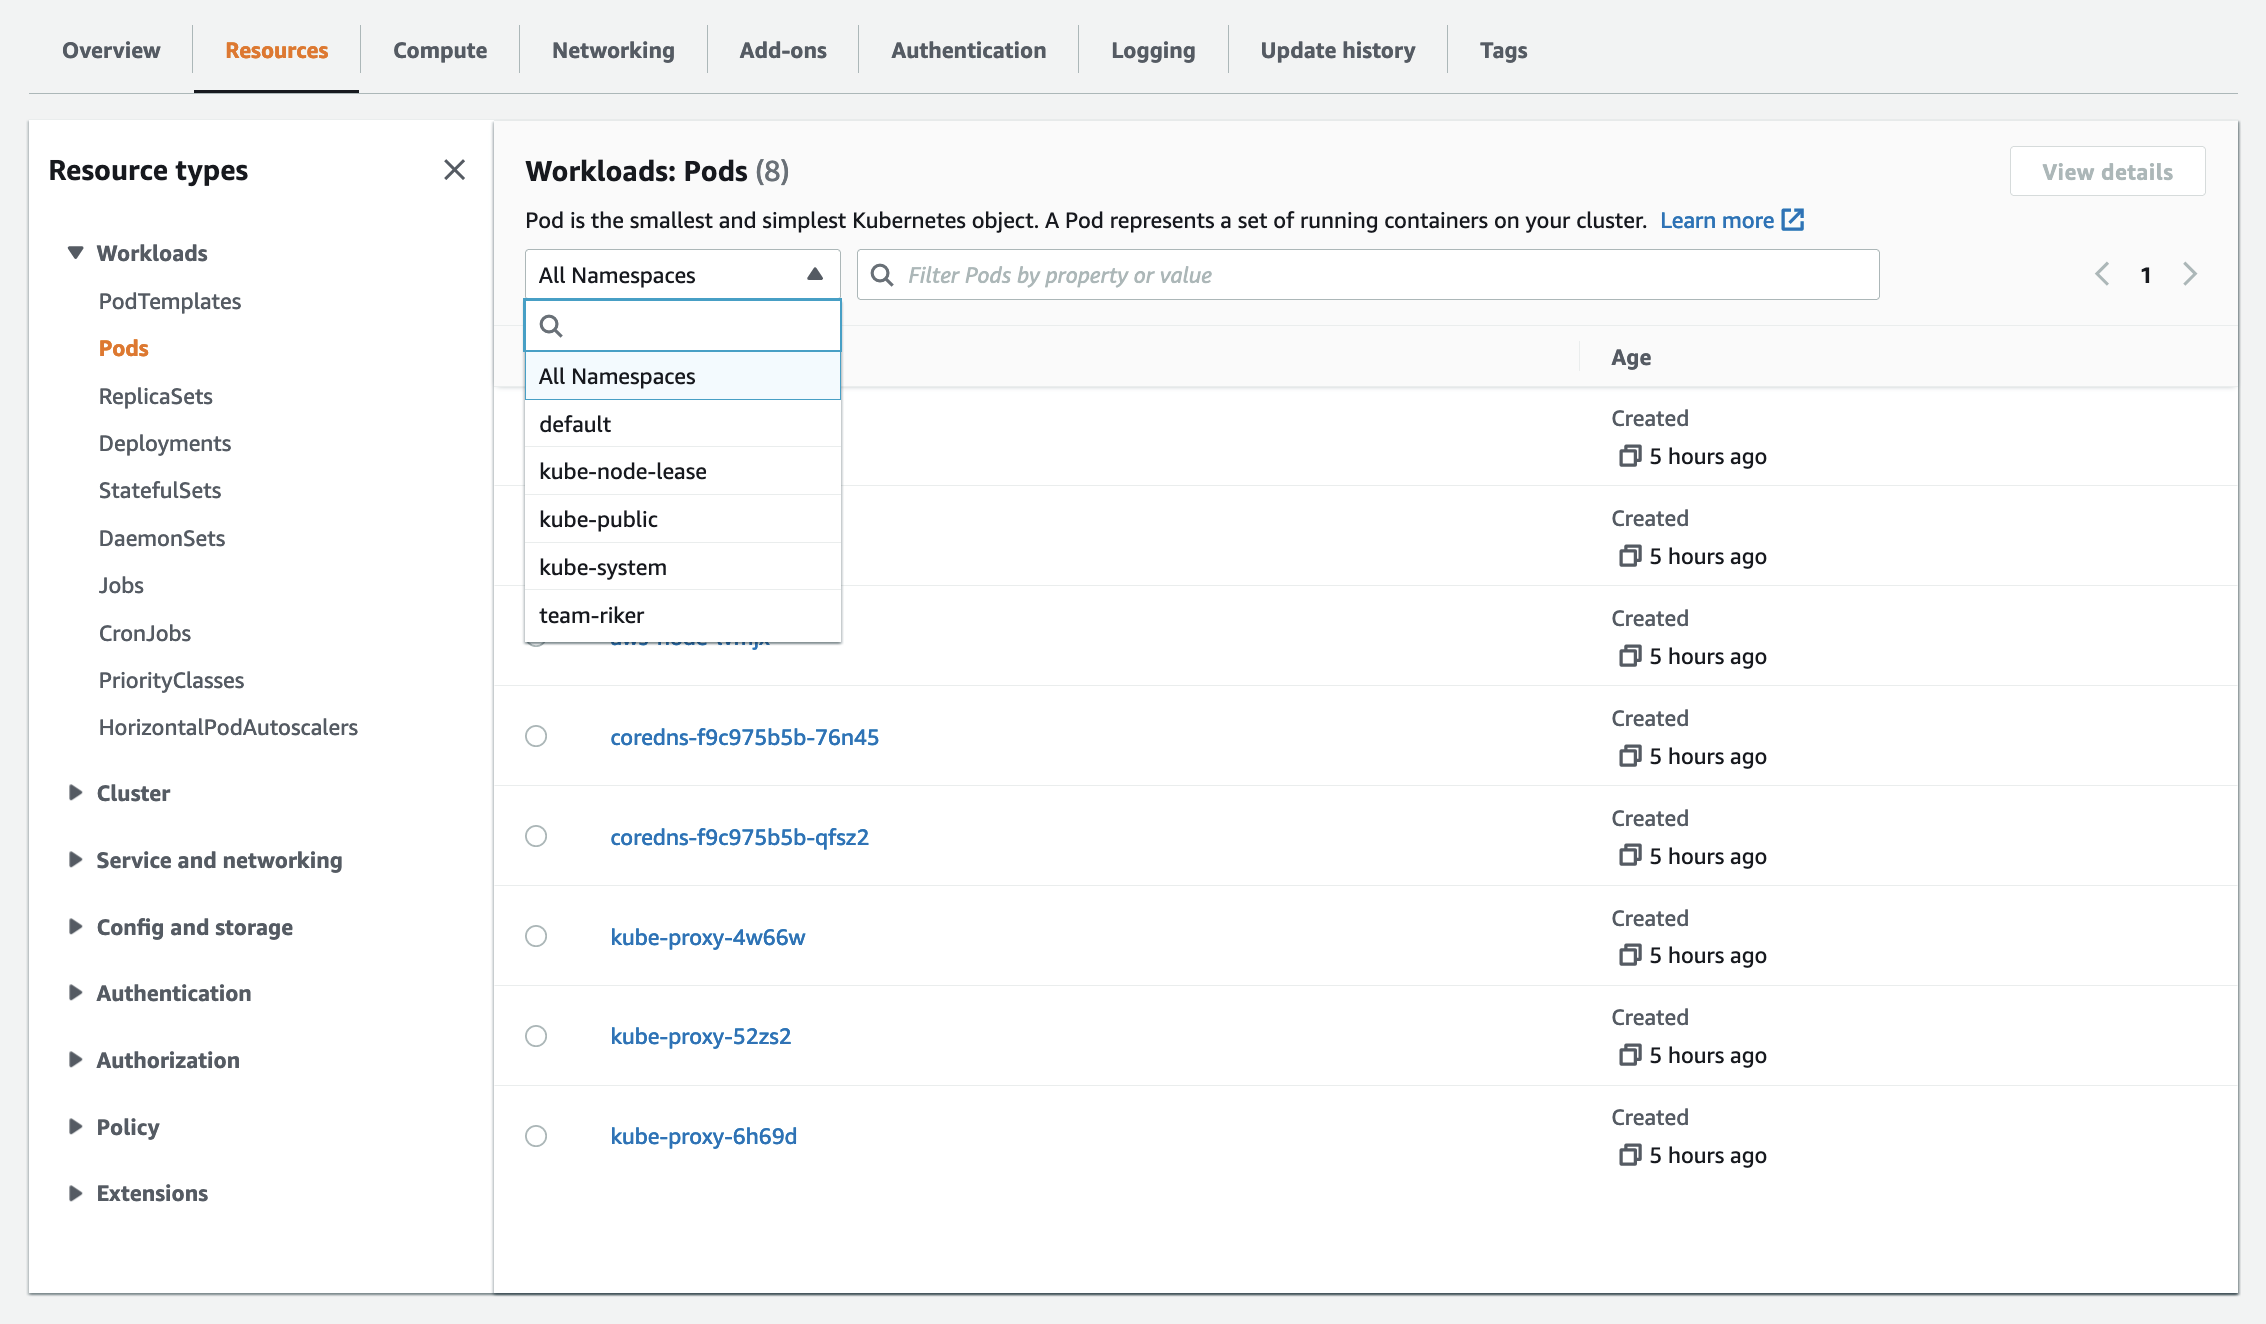 Overview Resources Compute Networking Add-ons Authentication Logging Update history Tags
Resource types
Workloads
PodTemplates
Pods
ReplicaSets
Deployments
StatefulSets
DaemonSets
Jobs
CronJobs
PriorityClasses
HorizontalPodAutoscalers
Cluster
Service and networking
Config and storage
Authentication
Authorization
Policy
Extensions
Workloads: Pods (8)
View details
Pod is the smallest and simplest Kubernetes object. A Pod represents a set of running containers on your cluster. Learn more
All Namespaces
Filter Pods by property or value
1
All Namespaces
default
kube-node-lease
kube-public
kube-system
team-riker
Age
Created
5 hours ago
Created
5 hours ago
Created
5 hours ago
coredns-f9c975b5b-76n45
Created
5 hours ago
coredns-f9c975b5b-qfsz2
Created
5 hours ago
kube-proxy-4w66w
Created
5 hours ago
kube-proxy-52zs2
Created
5 hours ago
kube-proxy-6h69d
Created
5 hours ago